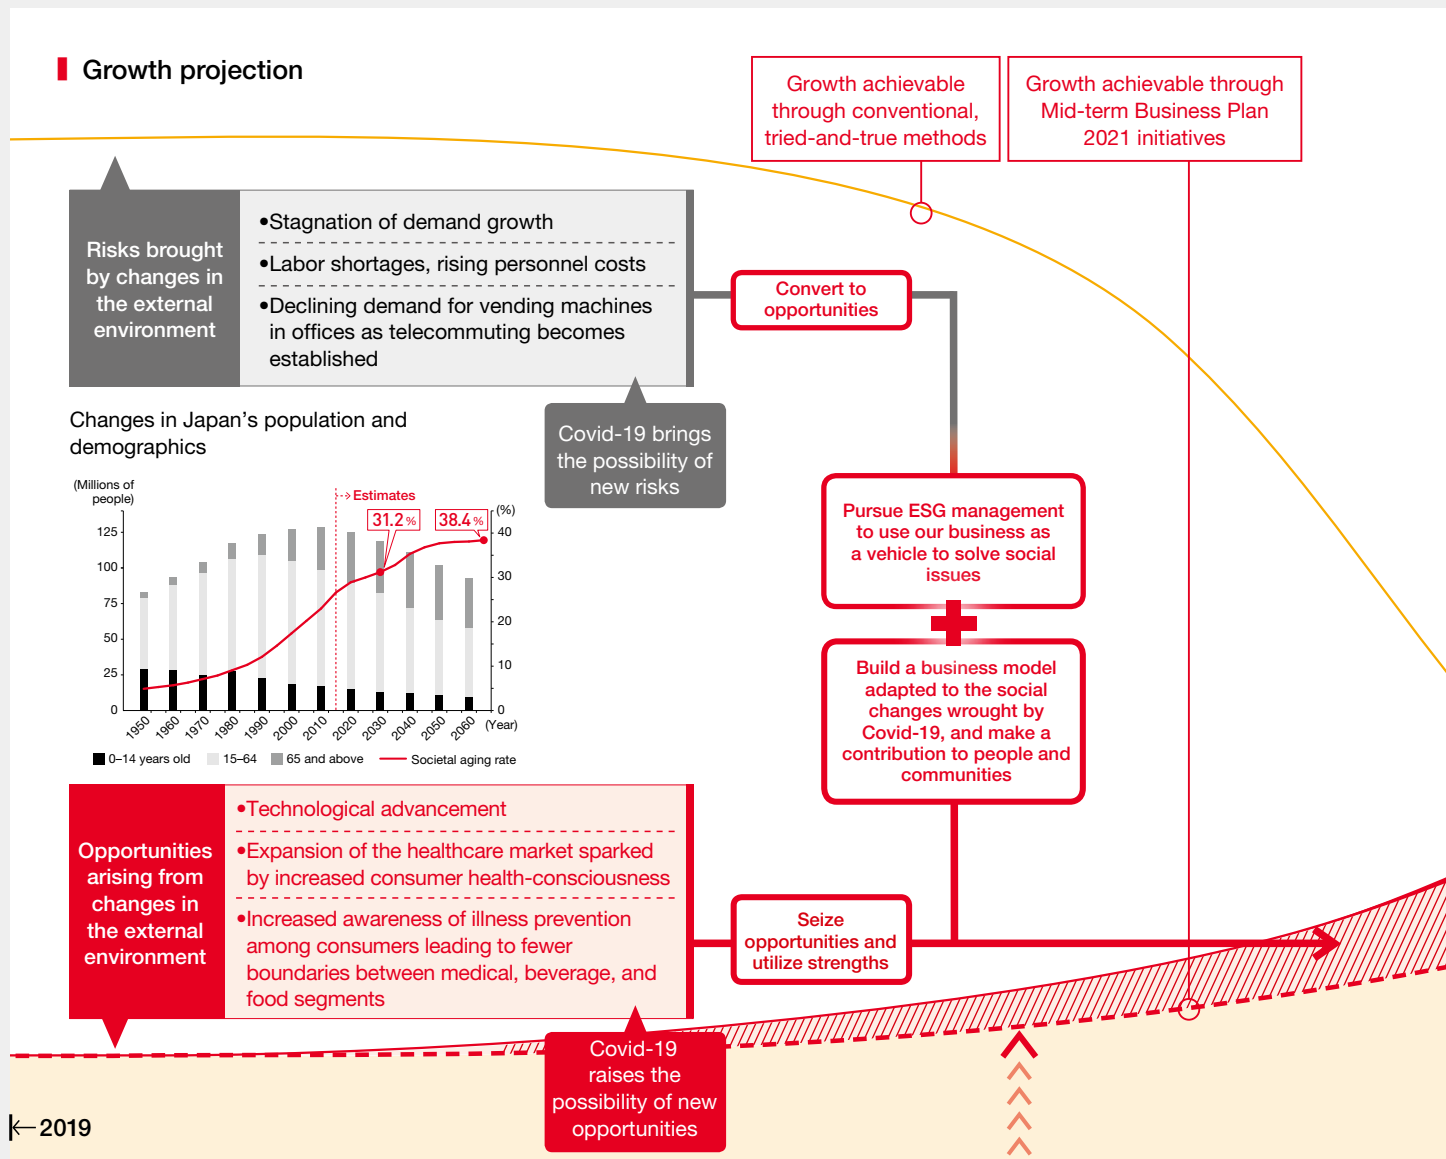 Growth projection
Growth achievable
through conventional,
tried-and-true methods
Growth achievable through
Mid-term Business Plan
2021 initiatives
Risks brought
by changes in
the external
environment
•Stagnation of demand growth
•Labor shortages, rising personnel costs
•Declining demand for vending machines
in offices as telecommuting becomes
established
Convert to
opportunities
Covid-19 brings
the possibility of
new risks
Changes in Japan's population and
demographics
(Millions of
people)
Estimates
31.2%
38.4%
(%)
125
100
75
50
25
0
40
30
20
10
0
1950
1960
1970
1980
1990
2000
2010
2020
2030
2040
2050
2060
(Year)
0–14 years old
15–64
65 and above
Societal aging rate
Pursue ESG management
to use our business as
a vehicle to solve social
issues
Build a business model
adapted to the social
changes wrought by
Covid-19, and make a
contribution to people and
communities
Opportunities
arising from
changes in
the external
environment
•Technological advancement
•Expansion of the healthcare market sparked
by increased consumer health-consciousness
•Increased awareness of illness prevention
among consumers leading to fewer
boundaries between medical, beverage, and
food segments
Seize
opportunities and
utilize strengths
Covid-19
raises the
possibility of new
opportunities
2019